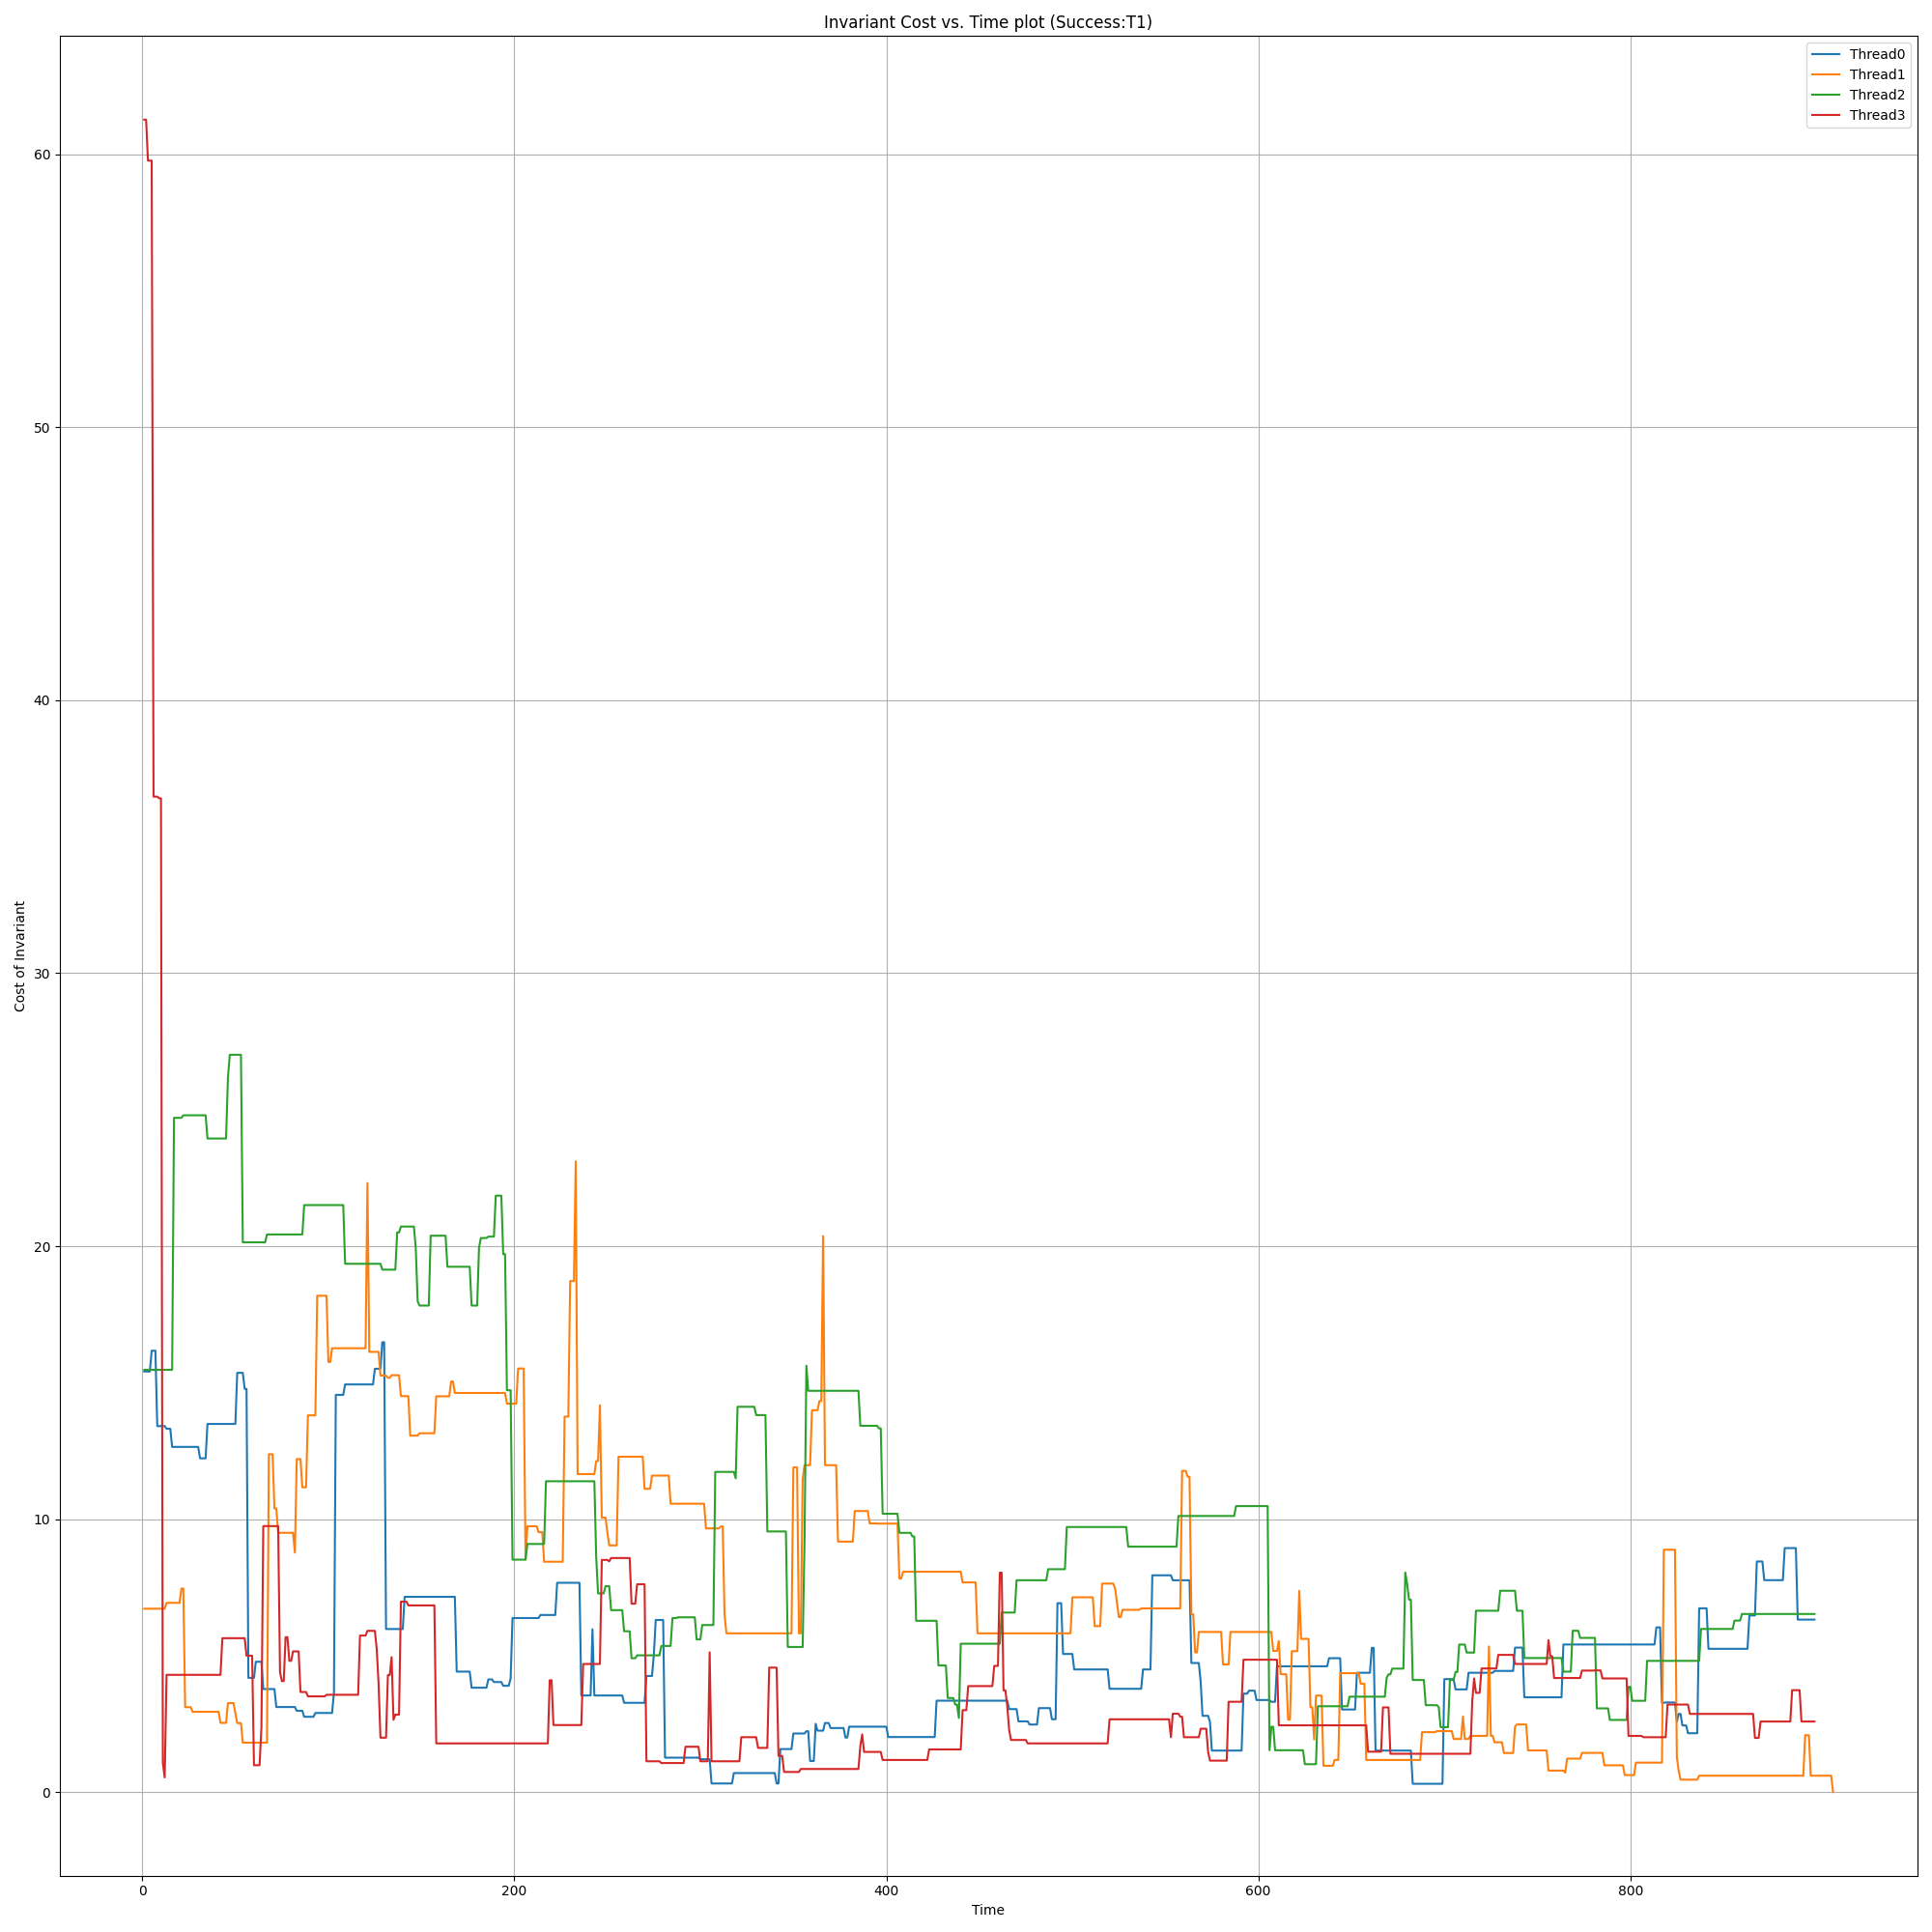 Invariant Cost vs. Time plot (Success:T1)
Thread0
Thread1
Thread2
Thread3
60
50
40
30
20
10
0
Cost of Invariant
0 200 400 600 800
Time